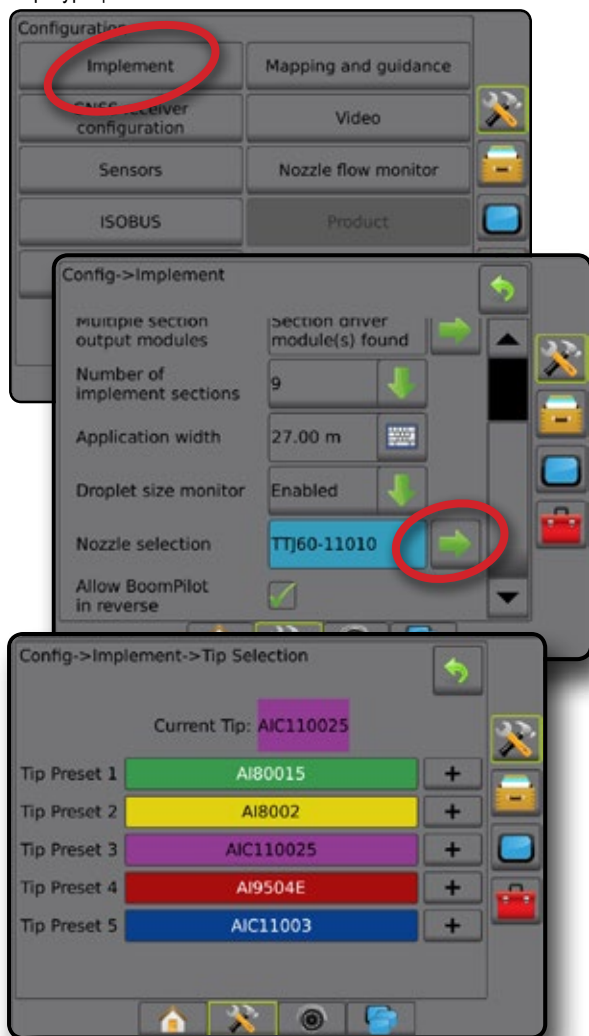 Configuration
Implement
Mapping and guidance
GNSS receiver
configuration
Video
Sensors
Nozzle flow monitor
ISOBUS
Product
Config->Implement
Multiple section
output modules
Section driver
module(s) found
Number of
implement sections
9
Application width
27.00 m
Droplet size monitor
Enabled
Nozzle selection
TTJ60-11010
Allow BoomPilot
in reverse
Config->Implement->Tip Selection
Current Tip: AIC110025
Tip Preset 1 AI80015 +
Tip Preset 2 AI8002 +
Tip Preset 3 AIC110025 +
Tip Preset 4 AI9504E +
Tip Preset 5 AIC11003 +